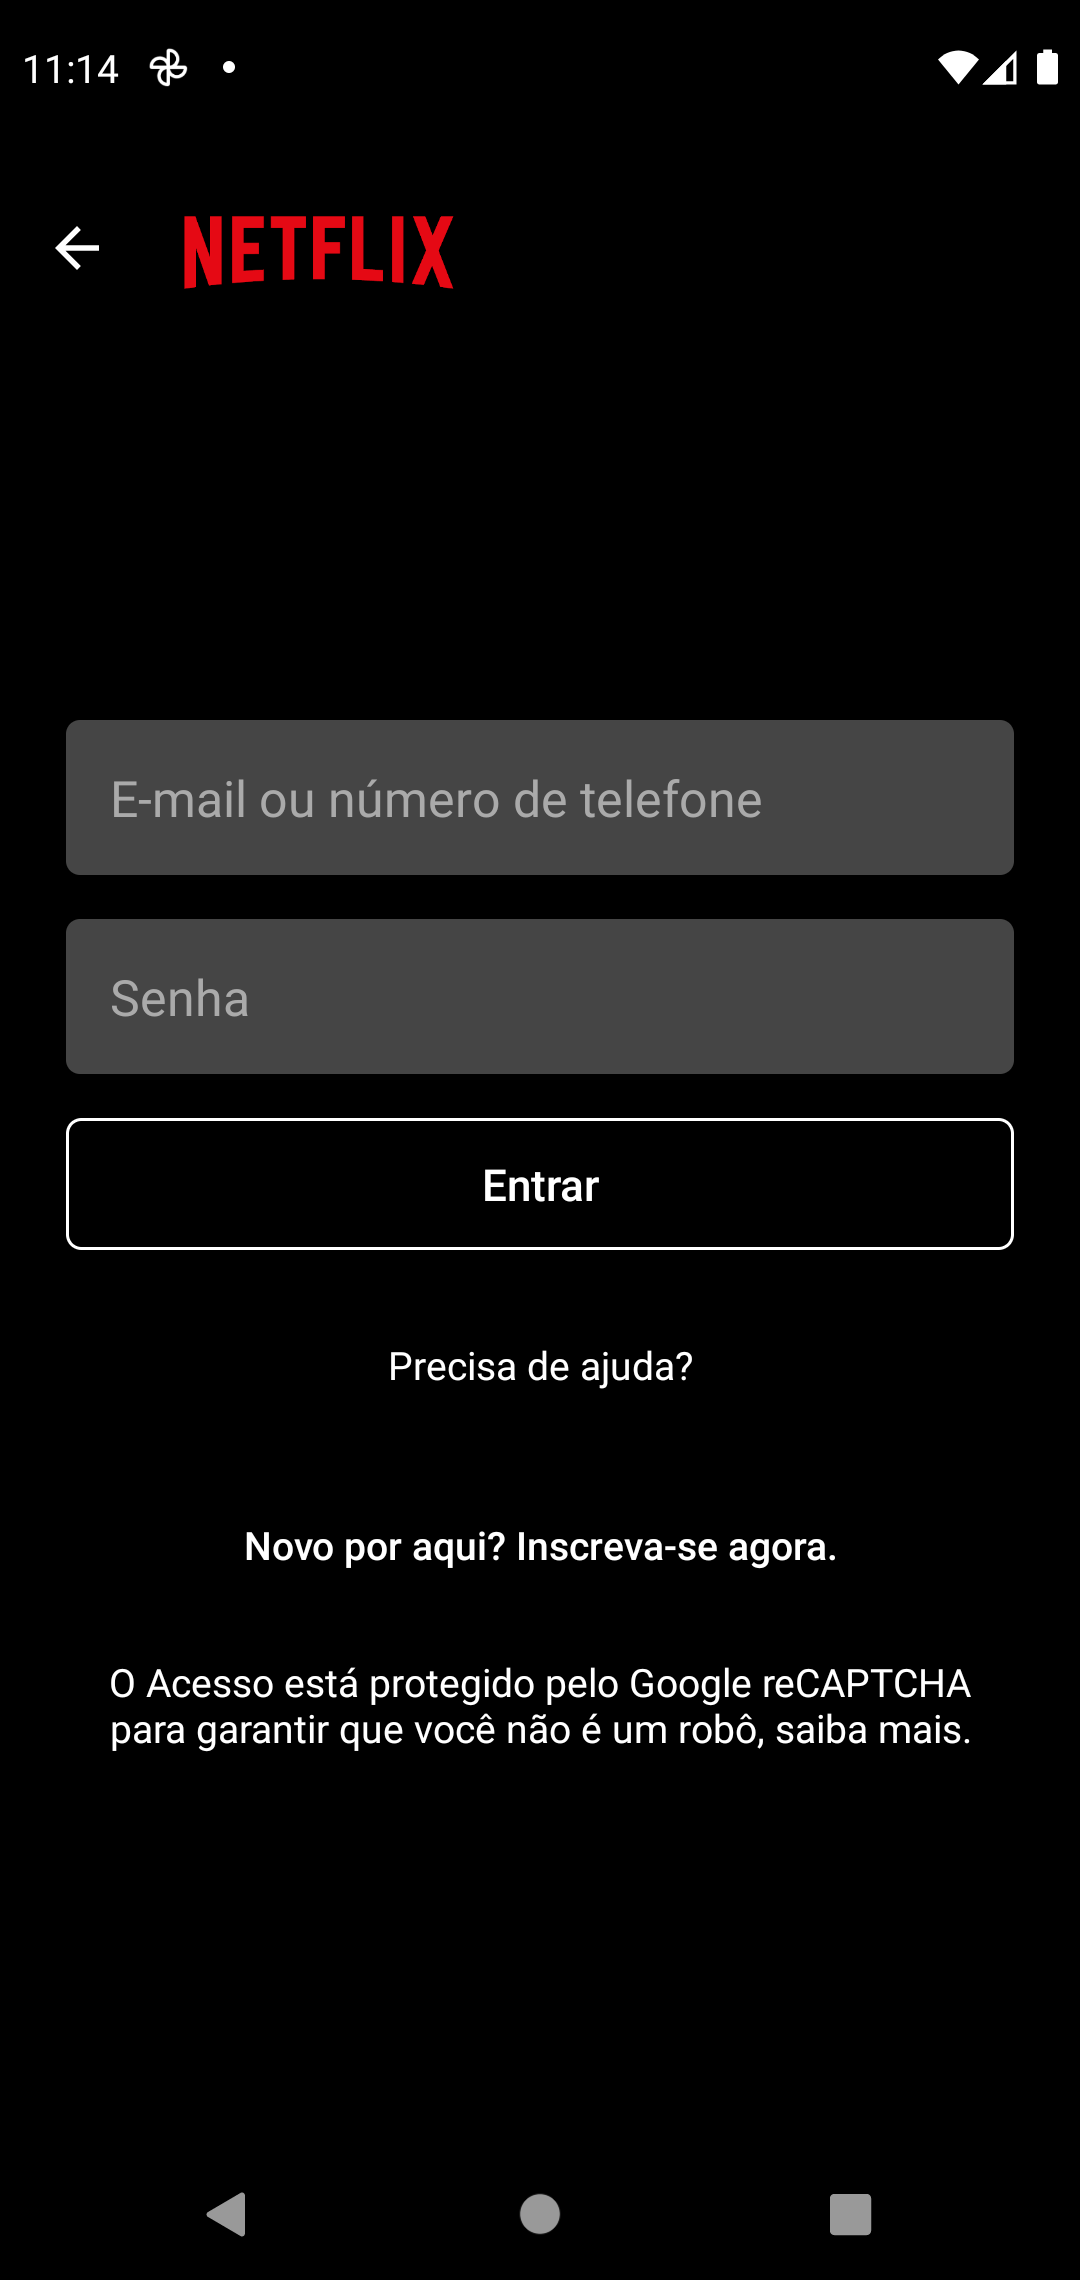 11:14
NETFLIX
E-mail ou número de telefone
Senha
Entrar
Precisa de ajuda?
Novo por aqui? Inscreva-se agora.
O Acesso está protegido pelo Google reCAPTCHA
para garantir que você não é um robô, saiba mais.